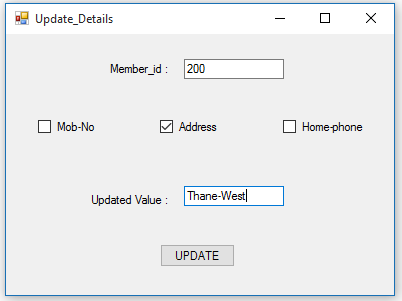 Update_Details
Member_id : 200
Mob-No Address Home-phone
Updated Value : Thane-West
UPDATE